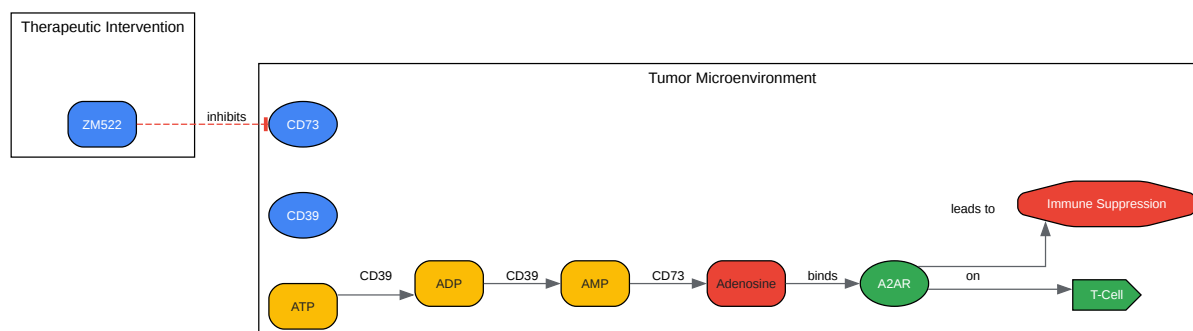 Therapeutic Intervention
Tumor Microenvironment
ZM522
inhibits
CD73
CD39
leads to
Immune Suppression
ATP
CD39
ADP
CD39
AMP
CD73
Adenosine
binds
A2AR
on
T-Cell